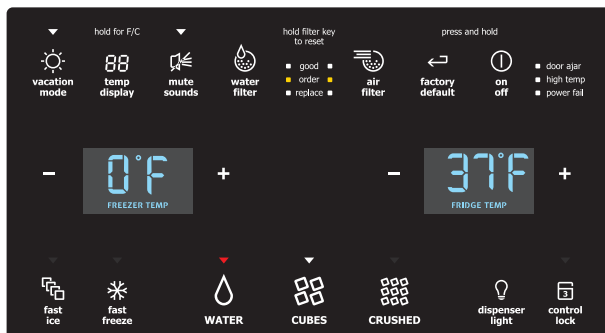 hold for F/C
hold filter key
to reset
press and hold
88
vacation
mode
temp
display
mute
sounds
water
filter
good
order
replace
air
filter
factory
default
on
off
door ajar
high temp
power fail
0°F
FREEZER TEMP
37°F
FRIDGE TEMP
fast
ice
fast
freeze
WATER
CUBES
CRUSHED
dispenser
light
3
control
lock